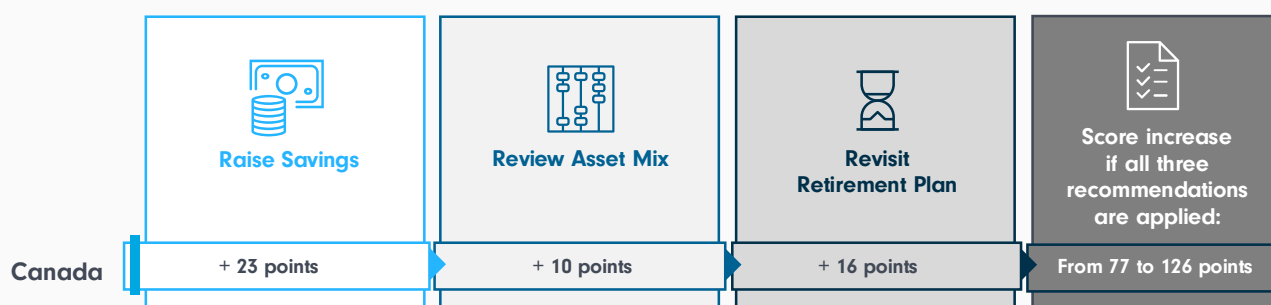 Raise Savings
Review Asset Mix
Revisit
Retirement Plan
Score increase
if all three
recommendations
are applied:
Canada
+ 23 points
+ 10 points
+ 16 points
From 77 to 126 points